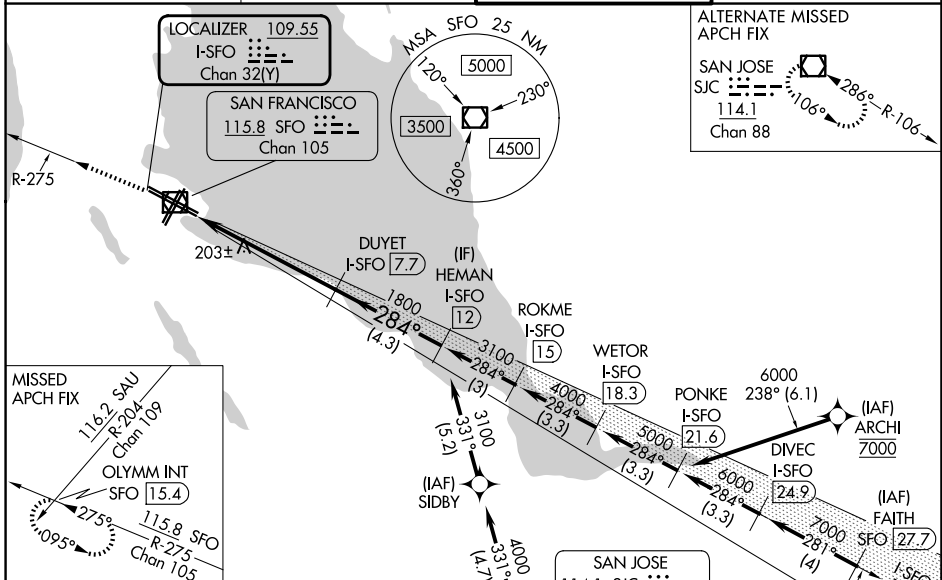 LOCALIZER 109.55
I-SFO
Chan 32(Y)
SAN FRANCISCO
115.8 SFO
Chan 105
R-275
MSA SFO 25 NM
5000
120°
230°
3500
4500
360°
ALTERNATE MISSED
APCH FIX
SAN JOSE
SJC
114.1
Chan 88
286°
R-106
106°
203±
DUYET
I-SFO 7.7
(IF)
HEMAN
I-SFO
12
ROKME
I-SFO
15
WETOR
I-SFO
18.3
PONKE
I-SFO
21.6
6000
238° (6.1)
(IAF)
ARCHI
7000
DIVEC
I-SFO
24.9
(IAF)
FAITH
SFO 27.7
I-SFO
1800
284°
(4.3)
3100
284°
(3)
4000
284°
(3.3)
5000
284°
(3.3)
6000
284°
(3.3)
7000
281°
(4)
3100
331°
(5.2)
(IAF)
SIDBY
4000
331°
(4.7)
MISSED
APCH FIX
116.2 SAU
R-204
Chan 109
OLYMM INT
SFO 15.4
275°
095°
115.8 SFO
R-275
Chan 105
SAN JOSE